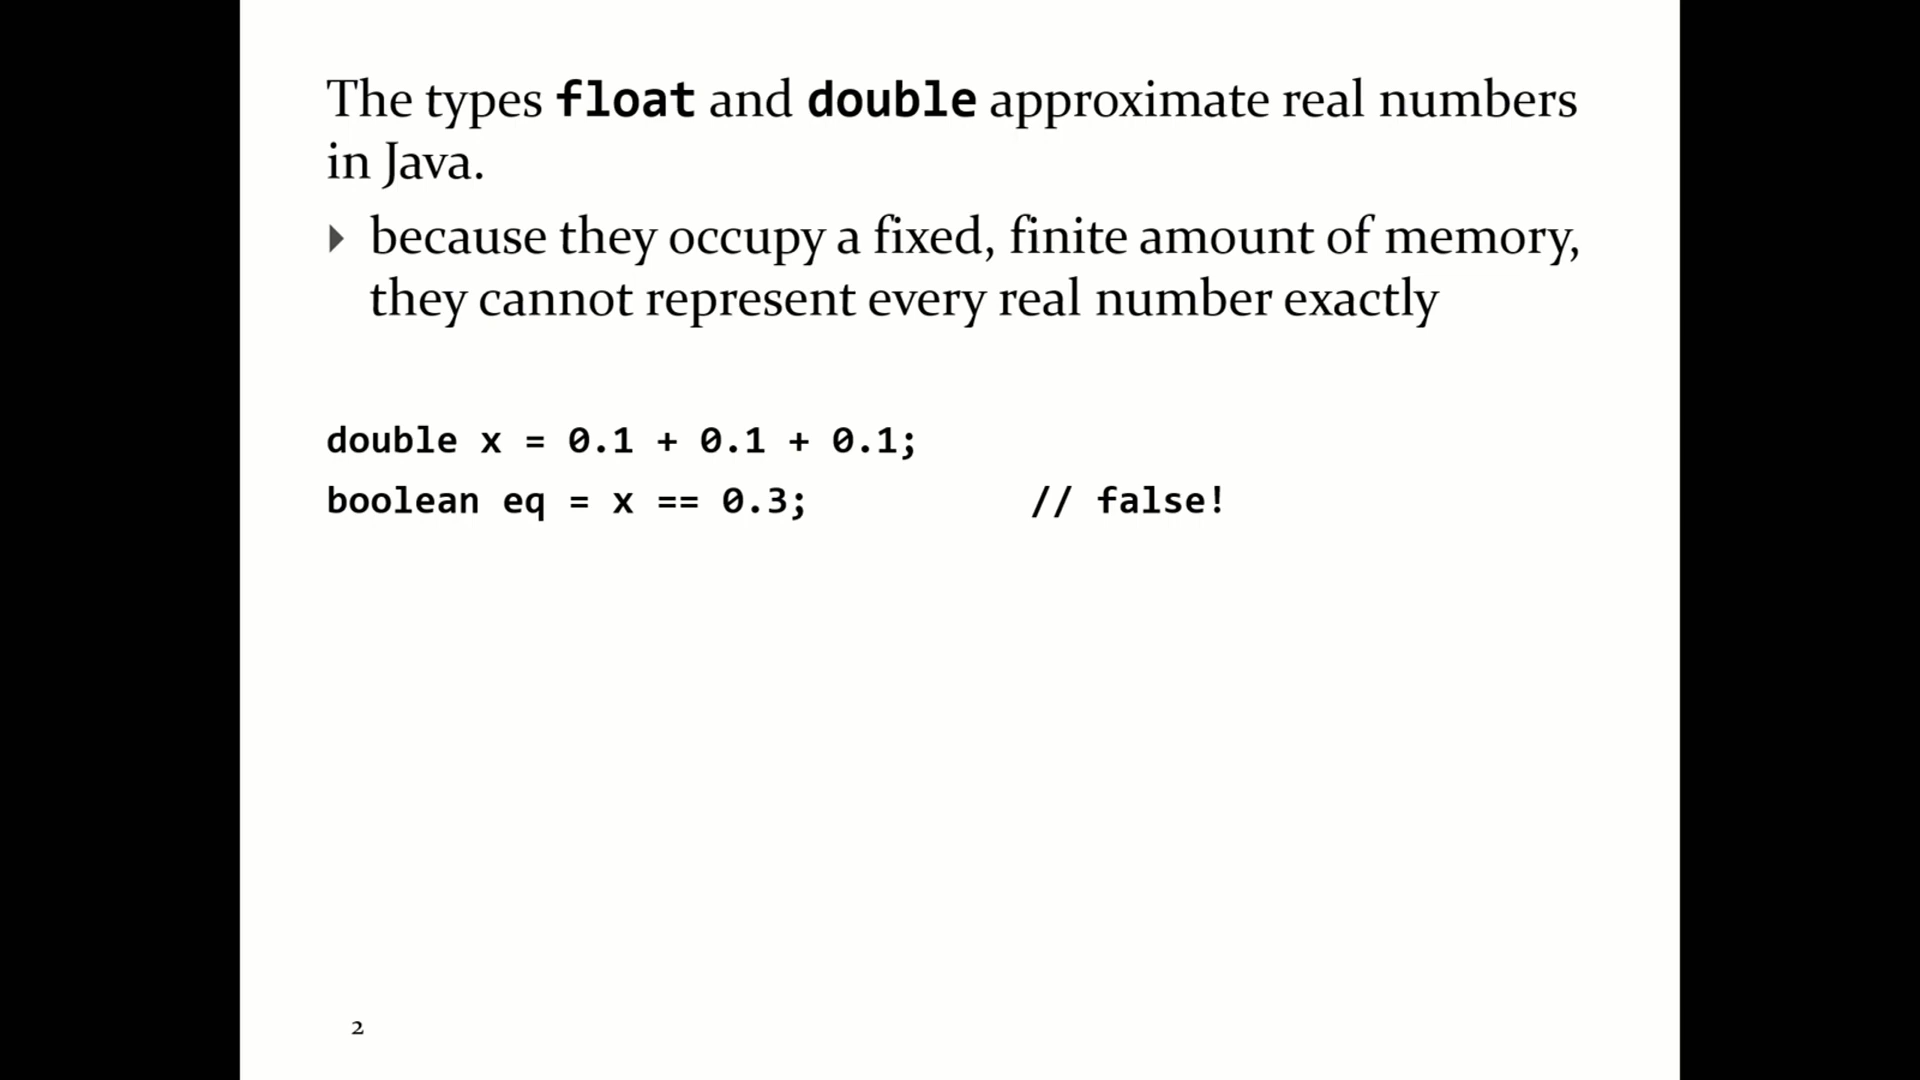 The types float and double approximate real numbers
in Java.
because they occupy a fixed, finite amount of memory,
they cannot represent every real number exactly
double x = 0.1 + 0.1 + 0.1;
boolean eq = x == 0.3; // false!
2